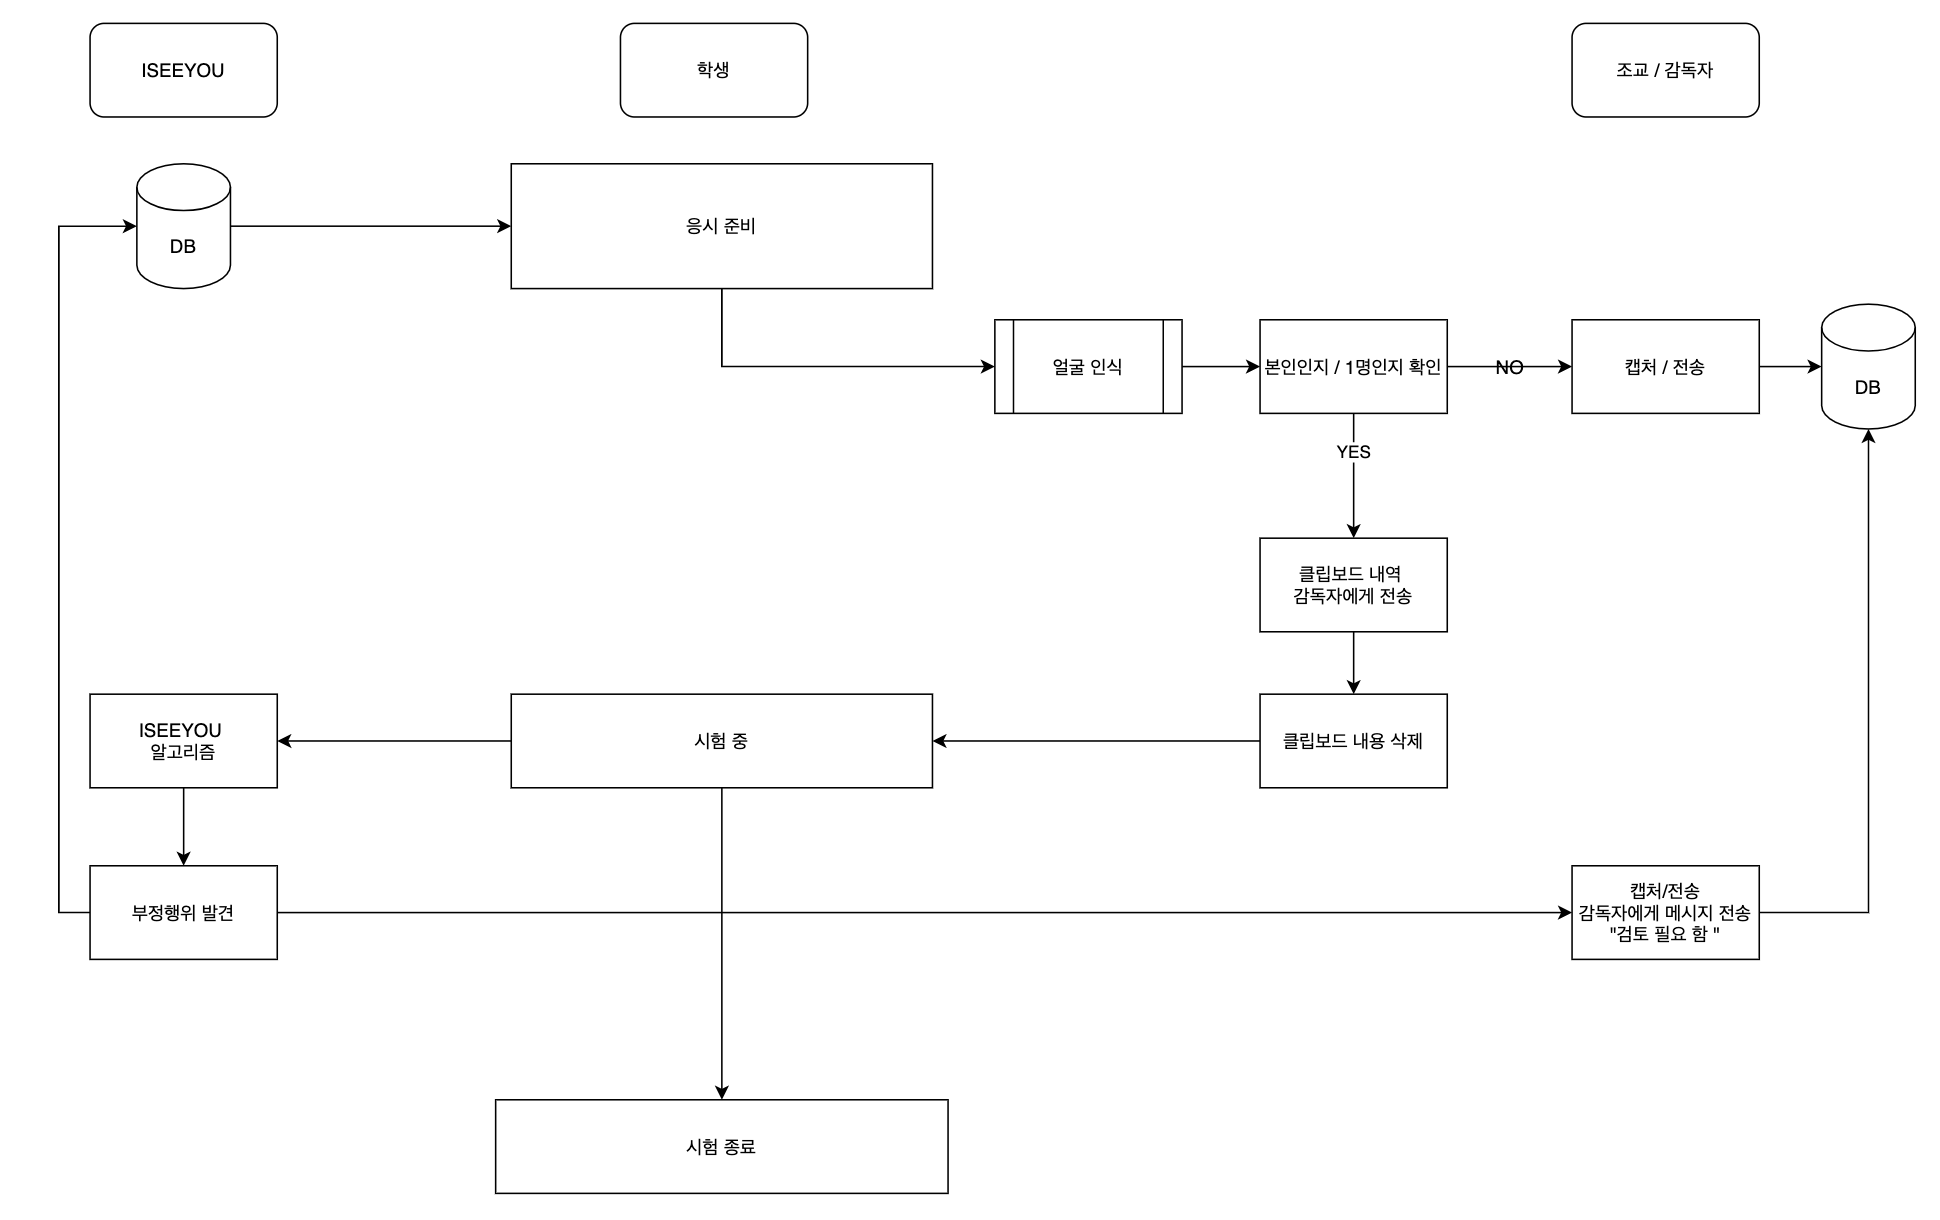 ISEEYOU
학생
조교 / 감독자
DB
응시 준비
얼굴 인식
본인인지 / 1명인지 확인
NO
캡처 / 전송
DB
YES
클립보드 내역
감독자에게 전송
ISEEYOU
알고리즘
시험 중
클립보드 내용 삭제
부정행위 발견
캡처/전송
감독자에게 메시지 전송
"검토 필요 함 "
시험 종료